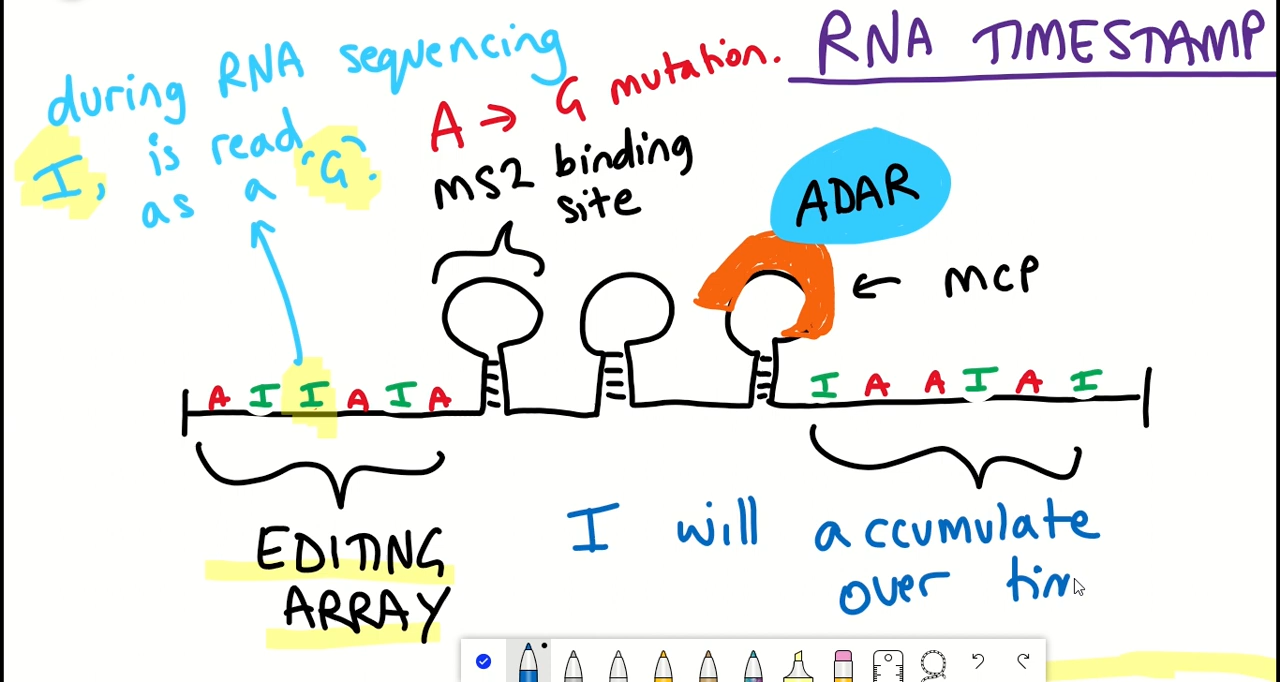 RNA TIMESTAMP
during RNA sequencing
I, is read
as a "G".
A → G mutation.
MS2 binding
site
ADAR
← MCP
A I I A I A
I A A I A I
EDITING
ARRAY
I will accumulate
over tim